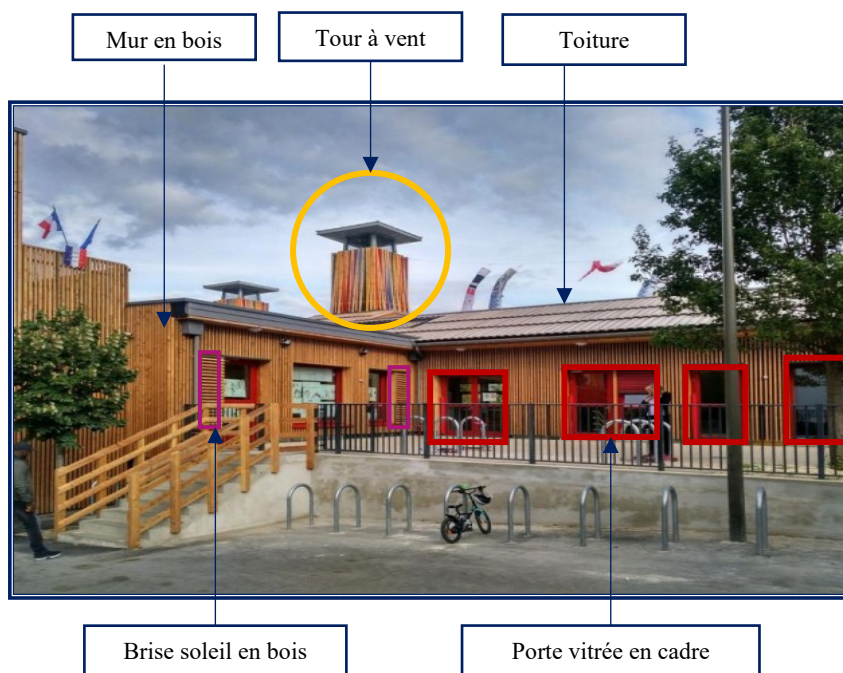 Mur en bois
Tour à vent
Toiture
Brise soleil en bois
Porte vitrée en cadre